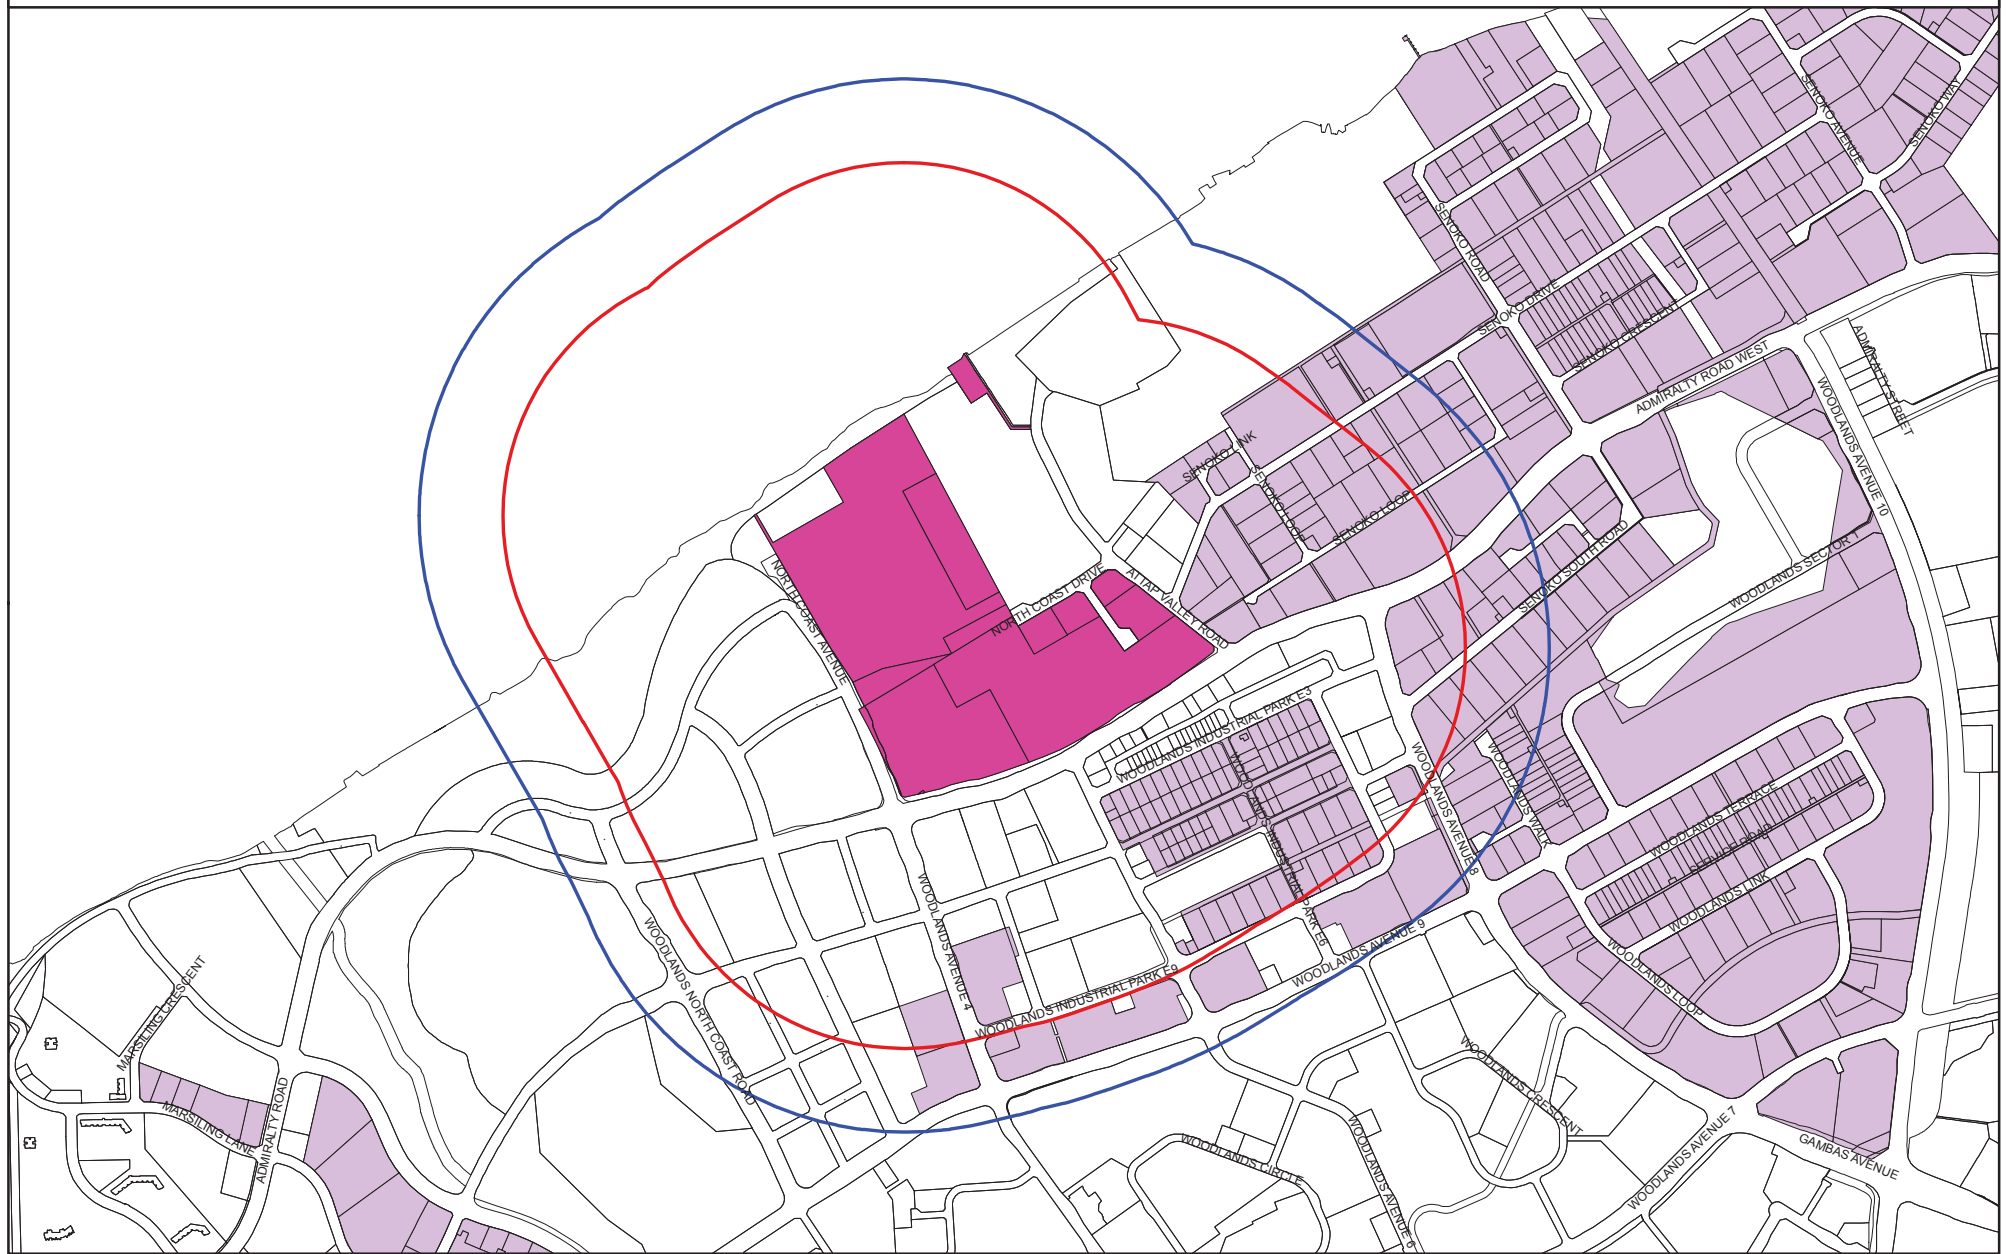 SENOKO AVENUE
SENOKO WAY
SENOKO ROAD
SENOKO DRIVE
SENOKO CRESCENT
ADMIRALTY ROAD WEST
ADMIRALTY STREET
WOODLANDS AVENUE 10
SENOKO LINK
SENOKO LOOP
SENOKO LOOP
SENOKO SOUTH ROAD
WOODLANDS SECTOR 1
NORTH COAST AVENUE
NORTH COAST DRIVE
ATTAP VALLEY ROAD
WOODLANDS INDUSTRIAL PARK E3
WOODLANDS INDUSTRIAL PARK E6
WOODLANDS AVENUE 8
WOODLANDS WALK
WOODLANDS TERRACE
SERVICE ROAD
WOODLANDS LINK
WOODLANDS LOOP
WOODLANDS AVENUE 4
WOODLANDS NORTH COAST ROAD
WOODLANDS INDUSTRIAL PARK E9
WOODLANDS AVENUE 9
MARSILING CRESCENT
MARSILING LANE
ADMIRALTY ROAD
WOODLANDS CRESCENT
WOODLANDS CIRCLE
WOODLANDS AVENUE 6
WOODLANDS AVENUE 7
GAMBAS AVENUE